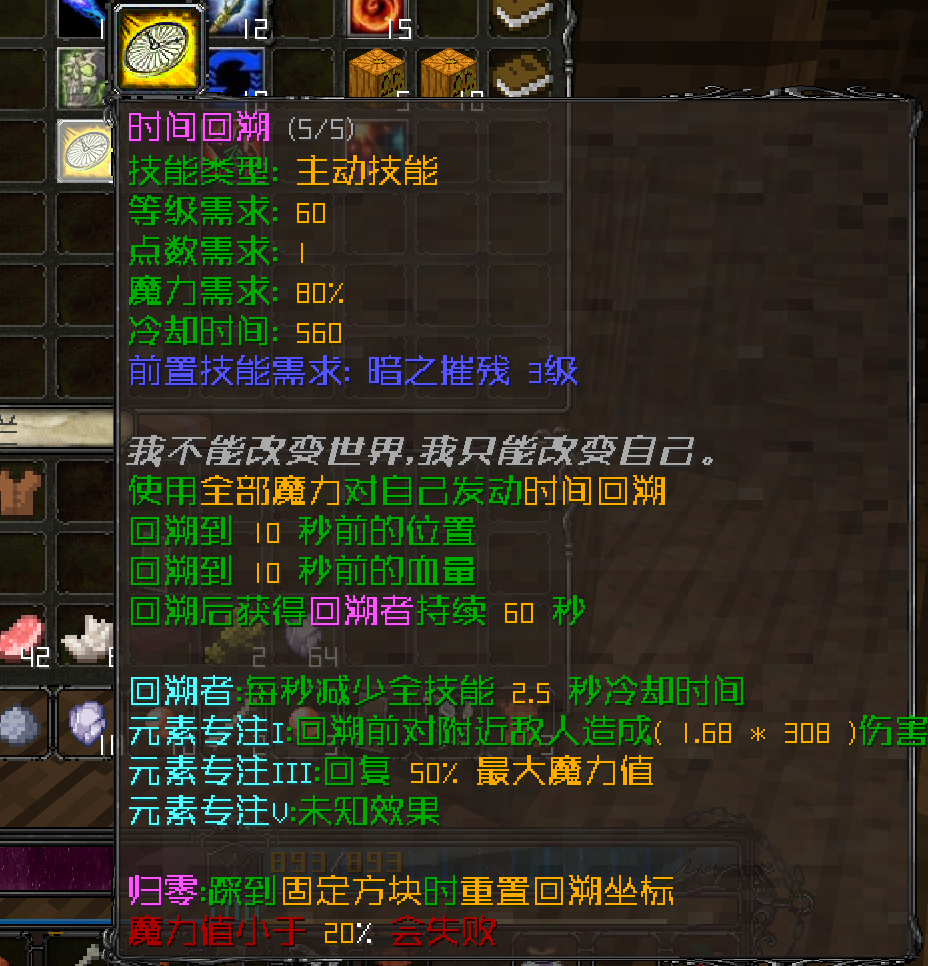 1
12
15
5
10
时间回溯 (5/5)
技能类型: 主动技能
等级需求: 60
点数需求: 1
魔力需求: 80%
冷却时间: 560
前置技能需求: 暗之摧残 3级
我不能改变世界,我只能改变自己。
使用全部魔力对自己发动时间回溯
回溯到 10 秒前的位置
回溯到 10 秒前的血量
回溯后获得回溯者持续 60 秒
42
2
64
回溯者:每秒减少全技能 2.5 秒冷却时间
元素专注I:回溯前对附近敌人造成( 1.68 * 308 )伤害
元素专注III:回复 50% 最大魔力值
元素专注V:未知效果
893/893
归零:踩到固定方块时重置回溯坐标
魔力值小于 20% 会失败